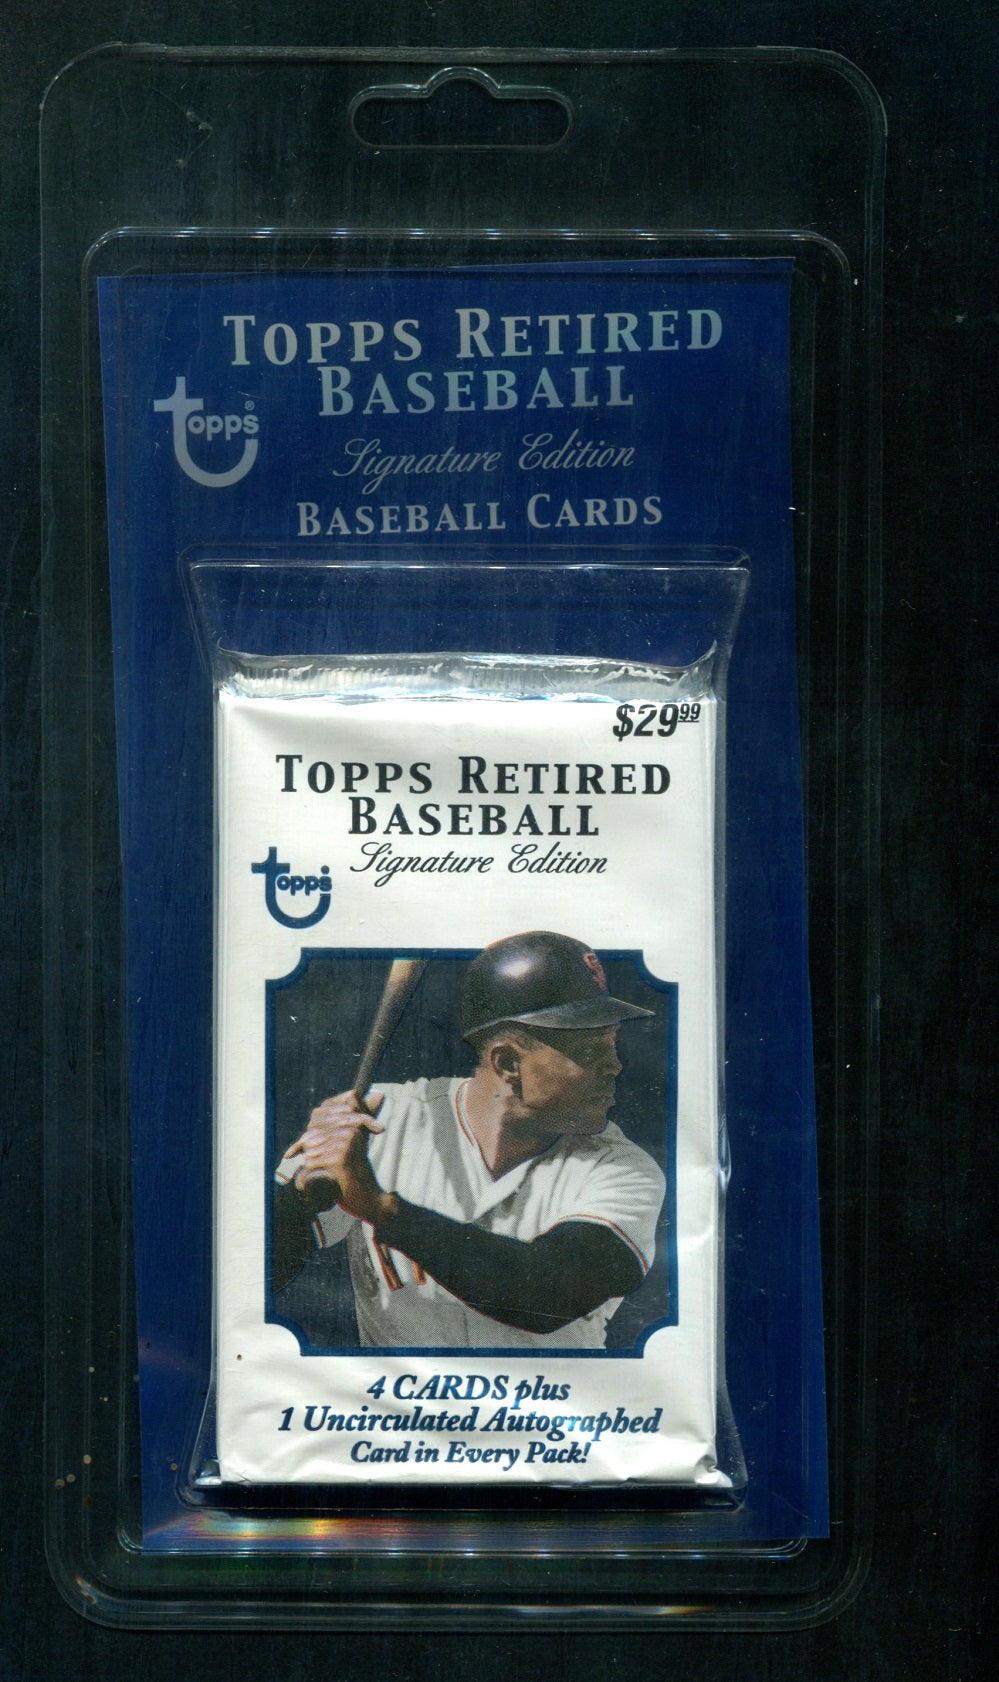 TOPPS RETIRED
BASEBALL
topps®
Signature Edition
BASEBALL CARDS
$29.99
TOPPS RETIRED
BASEBALL
topps
Signature Edition
SF
4 CARDS plus
1 Uncirculated Autographed
Card in Every Pack!